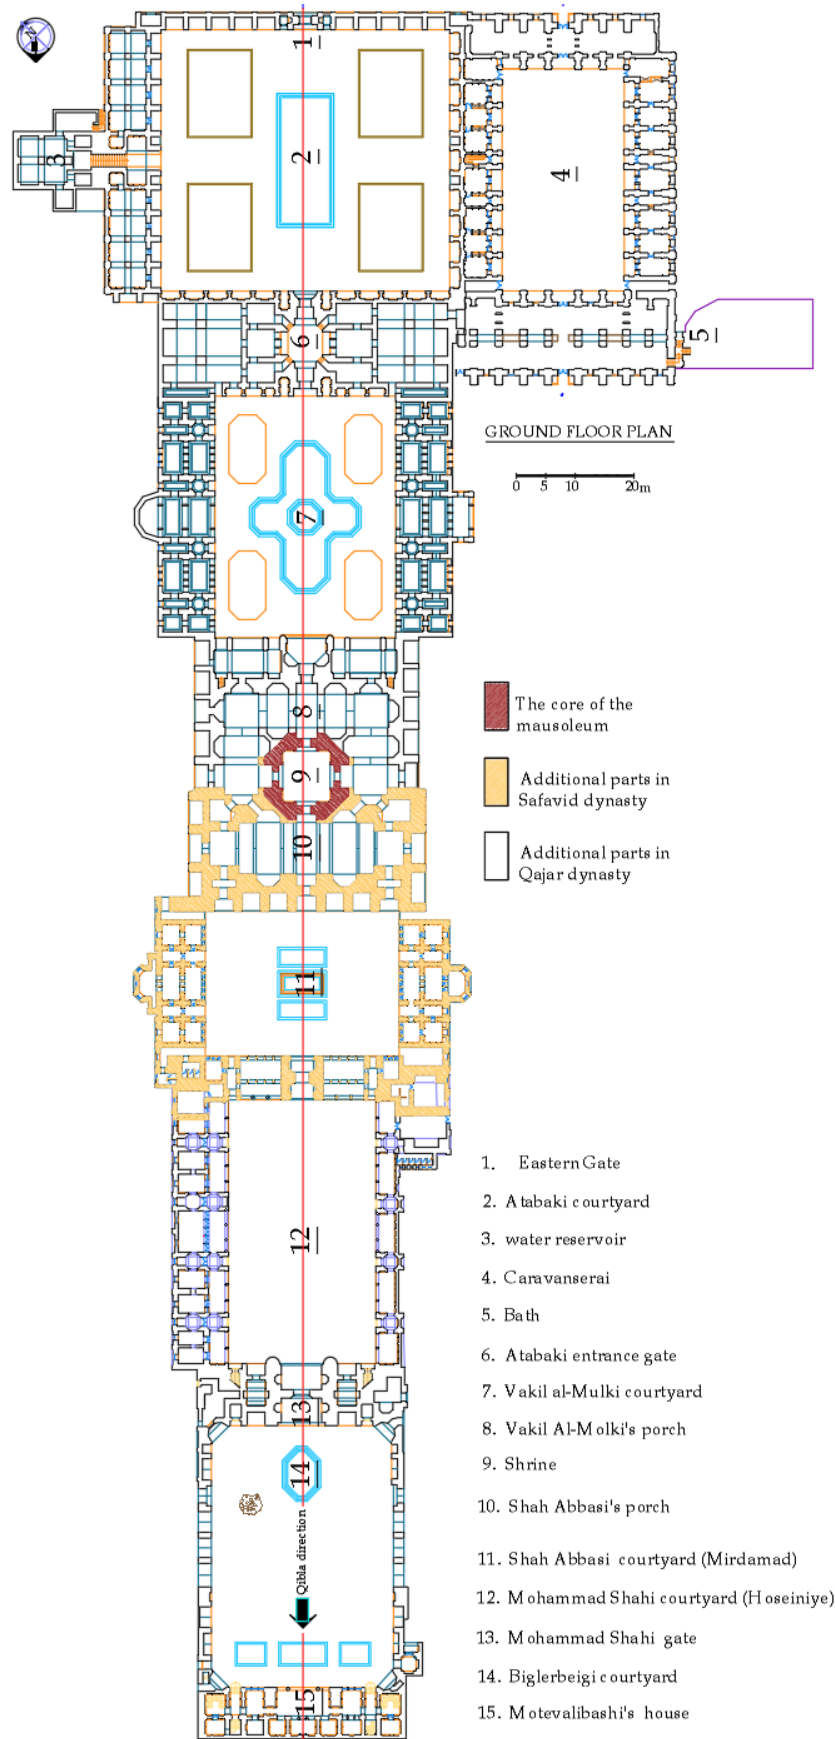 N
1
2
3
4
5
6
GROUND FLOOR PLAN
0 5 10 20m
7
The core of the
mausoleum
8
9
Additional parts in
Safavid dynasty
10
Additional parts in
Qajar dynasty
11
12
13
14
Qibla direction
15
1. Eastern Gate
2. Atabaki courtyard
3. water reservoir
4. Caravanserai
5. Bath
6. Atabaki entrance gate
7. Vakil al-Mulki courtyard
8. Vakil Al-Molki's porch
9. Shrine
10. Shah Abbasi's porch
11. Shah Abbasi courtyard (Mirdamad)
12. Mohammad Shahi courtyard (Hoseiniye)
13. Mohammad Shahi gate
14. Biglerbeigi courtyard
15. Motevalibashi's house